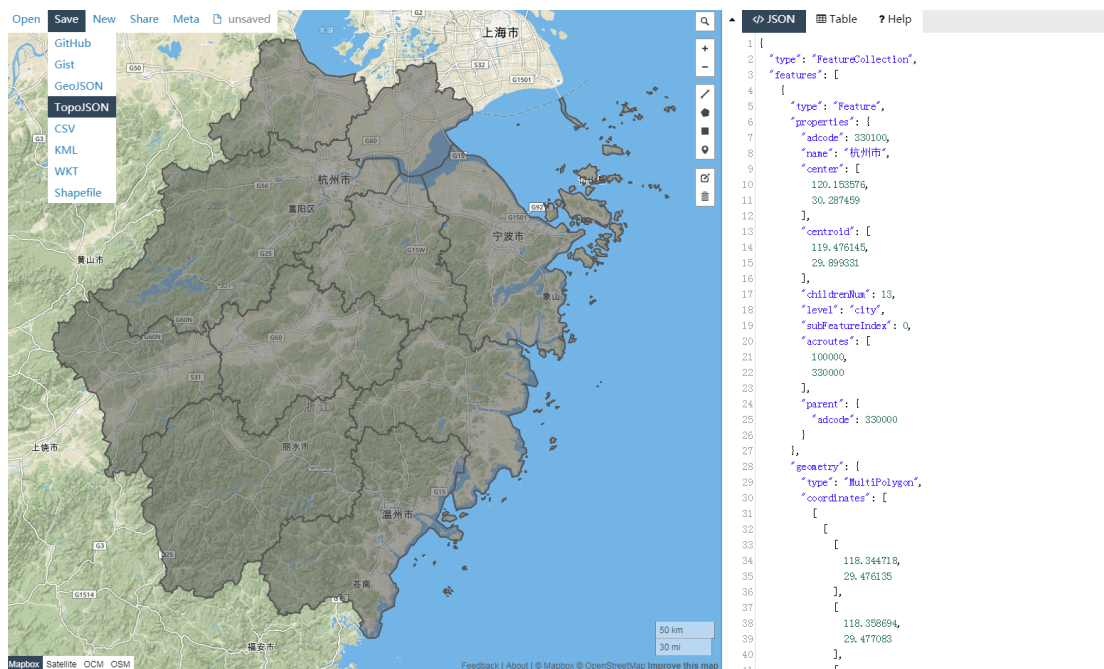 Open Save New Share Meta unsaved
GitHub
Gist
GeoJSON
TopoJSON
CSV
KML
WKT
Shapefile
上海市
G2
G50
S32
G1501
G3
G60
G15
杭州市
G56
富阳区
G92
G1501
宁波市
G15W
G25
黄山市
象山
G60N
G60N
G60
S31
浙江
上饶市
丽水市
G15
温州市
G3
G25
苍南
G1514
福安市
50 km
30 mi
Mapbox Satellite OCM OSM
Feedback | About | © Mapbox © OpenStreetMap Improve this map
</> JSON Table ? Help
1 {
2 "type": "FeatureCollection",
3 "features": [
4 {
5 "type": "Feature",
6 "properties": {
7 "adcode": 330100,
8 "name": "杭州市",
9 "center": [
10 120.153576,
11 30.287459
12 ],
13 "centroid": [
14 119.476145,
15 29.899331
16 ],
17 "childrenNum": 13,
18 "level": "city",
19 "subFeatureIndex": 0,
20 "acroutes": [
21 100000,
22 330000
23 ],
24 "parent": {
25 "adcode": 330000
26 }
27 },
28 "geometry": {
29 "type": "MultiPolygon",
30 "coordinates": [
31 [
32 [
33 [
34 118.344718,
35 29.476135
36 ],
37 [
38 118.358694,
39 29.477083
40 ],